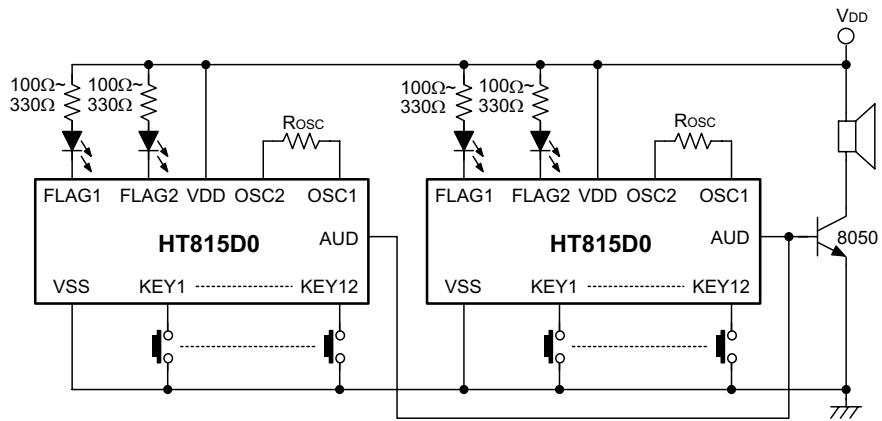 VDD
100Ω~
330Ω
100Ω~
330Ω
ROSC
100Ω~
330Ω
100Ω~
330Ω
ROSC
FLAG1 FLAG2 VDD OSC2 OSC1
HT815D0
AUD
VSS KEY1 KEY12
FLAG1 FLAG2 VDD OSC2 OSC1
HT815D0
AUD
VSS KEY1 KEY12
8050